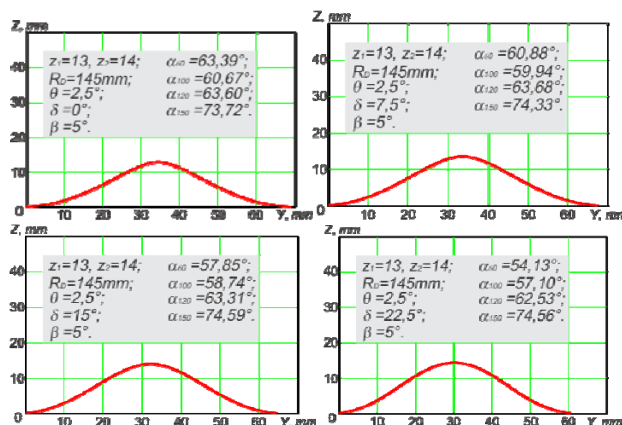 Z, mm
40
30
20
10
0
z1=13, z2=14; α60=63,39°;
RD=145mm; α100=60,67°;
θ=2,5°; α120=63,60°;
δ=0°; α150=73,72°;
β=5°.
10 20 30 40 50 60 Y, mm
Z, mm
40
30
20
10
0
z1=13, z2=14; α60=60,88°;
RD=145mm; α100=59,94°;
θ=2,5°; α120=63,68°;
δ=7,5°; α150=74,33°;
β=5°.
10 20 30 40 50 60 Y, mm
Z, mm
40
30
20
10
0
z1=13, z2=14; α60=57,85°;
RD=145mm; α100=58,74°;
θ=2,5°; α120=63,31°;
δ=15°; α150=74,59°;
β=5°.
10 20 30 40 50 60 Y, mm
Z, mm
40
30
20
10
0
z1=13, z2=14; α60=54,13°;
RD=145mm; α100=57,10°;
θ=2,5°; α120=62,53°;
δ=22,5°; α150=74,56°;
β=5°.
10 20 30 40 50 60 Y, mm